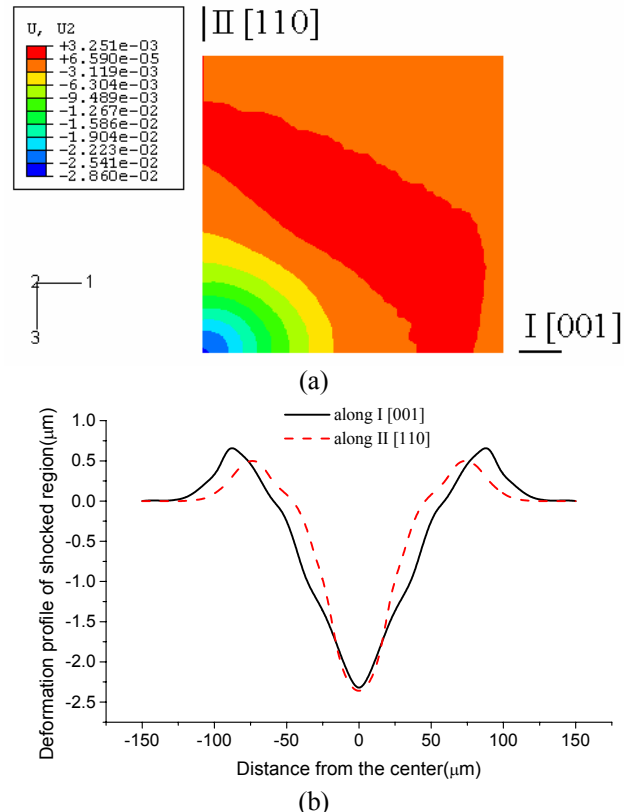 U, U2
+3.251e-03
+6.590e-05
-3.119e-03
-6.304e-03
-9.489e-03
-1.267e-02
-1.586e-02
-1.904e-02
-2.223e-02
-2.541e-02
-2.860e-02
II [110]
2
1
3
I [001]
(a)
along I [001]
along II [110]
Deformation profile of shocked region(μm)
1.0
0.5
0.0
-0.5
-1.0
-1.5
-2.0
-2.5
-150
-100
-50
0
50
100
150
Distance from the center(μm)
(b)